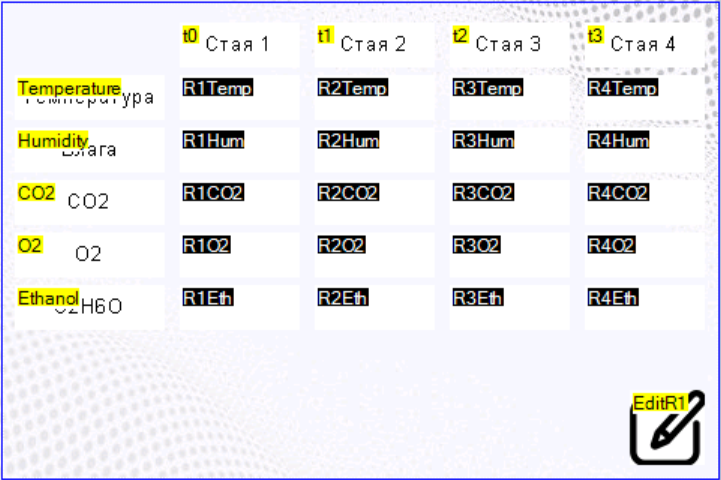 t0 Стая 1 t1 Стая 2 t2 Стая 3 t3 Стая 4
Temperature Температура R1Temp R2Temp R3Temp R4Temp
Humidity Влага R1Hum R2Hum R3Hum R4Hum
CO2 CO2 R1CO2 R2CO2 R3CO2 R4CO2
O2 O2 R1O2 R2O2 R3O2 R4O2
Ethanol C2H6O R1Eth R2Eth R3Eth R4Eth
EditR1